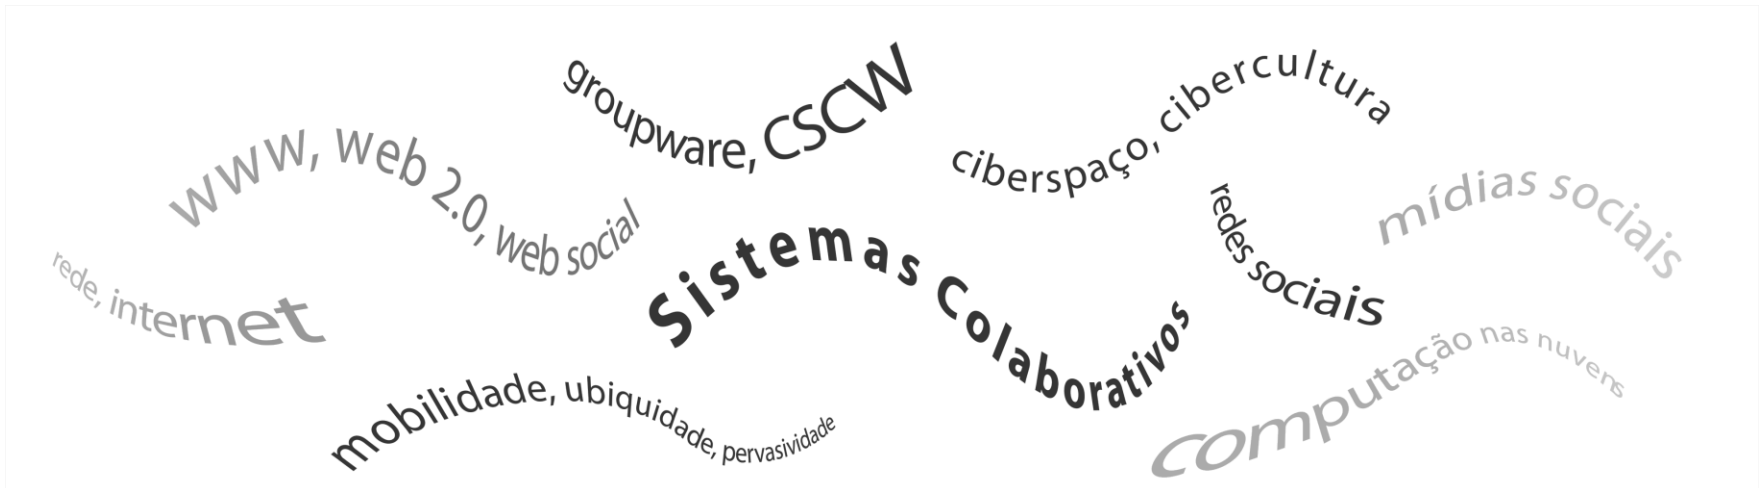 groupware, CSCW
ciberspaço, cibercultura
www, web 2.0, web social
mídias sociais
redes sociais
Sistemas Colaborativos
rede, internet
computação nas nuvens
mobilidade, ubiquidade, pervasividade